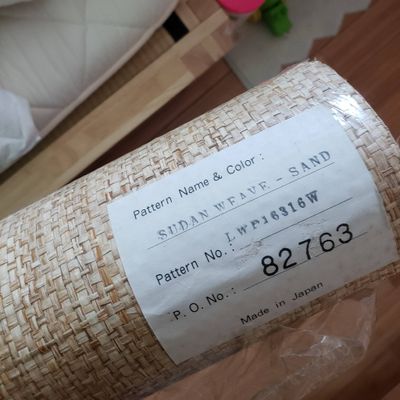 Pattern Name & Color :
SUDAN WEAVE - SAND
Pattern No. : LWP16316W
P. O. No. : 82763
Made in Japan